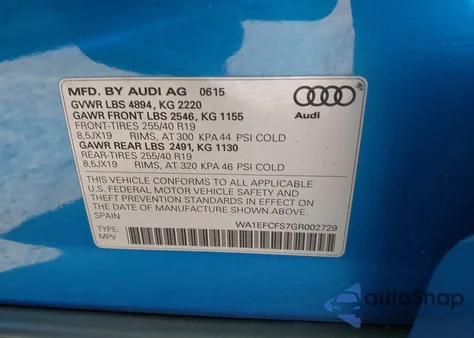 MFD. BY AUDI AG 0615
GVWR LBS 4894, KG 2220
GAWR FRONT LBS 2546, KG 1155
FRONT-TIRES 255/40 R19
8,5JX19 RIMS, AT 300 KPA 44 PSI COLD
GAWR REAR LBS 2491, KG 1130
REAR-TIRES 255/40 R19
8,5JX19 RIMS, AT 320 KPA 46 PSI COLD
THIS VEHICLE CONFORMS TO ALL APPLICABLE
U.S. FEDERAL MOTOR VEHICLE SAFETY AND
THEFT PREVENTION STANDARDS IN EFFECT ON
THE DATE OF MANUFACTURE SHOWN ABOVE.
SPAIN
WA1EFCFS7GR002729
TYPE:
MPV
Audi
autoSnap